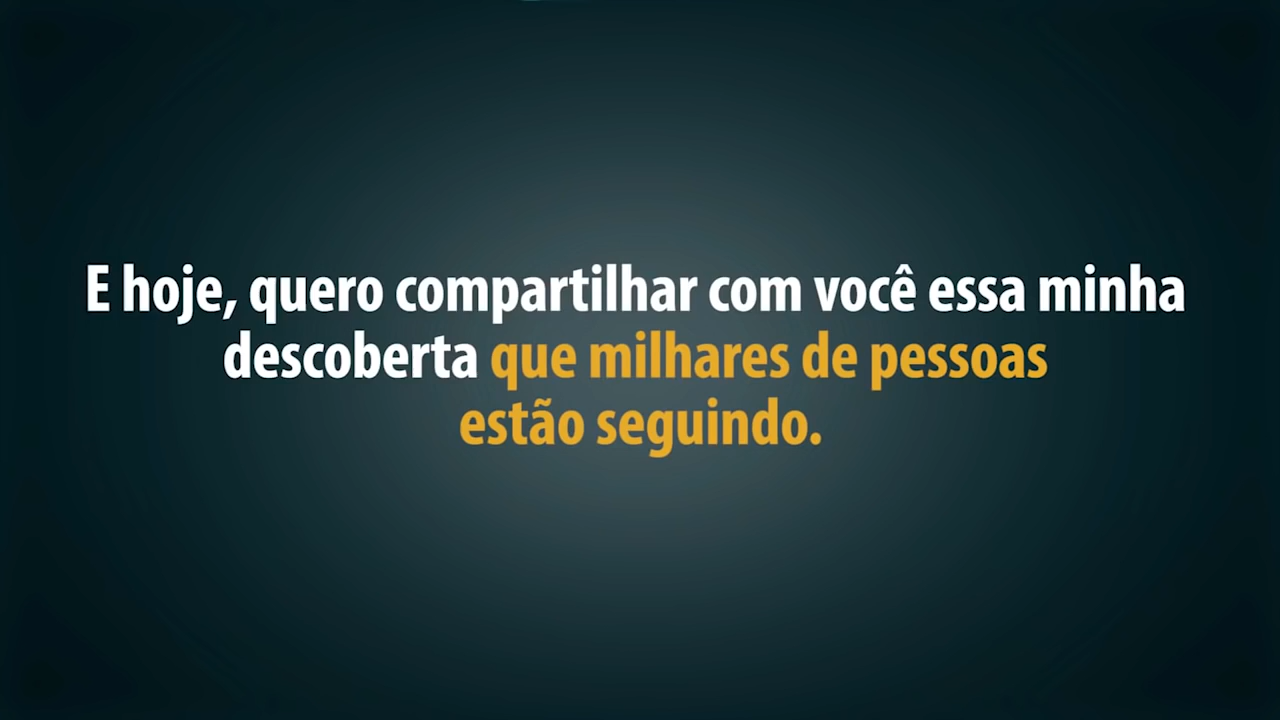 E hoje, quero compartilhar com você essa minha
descoberta que milhares de pessoas
estão seguindo.